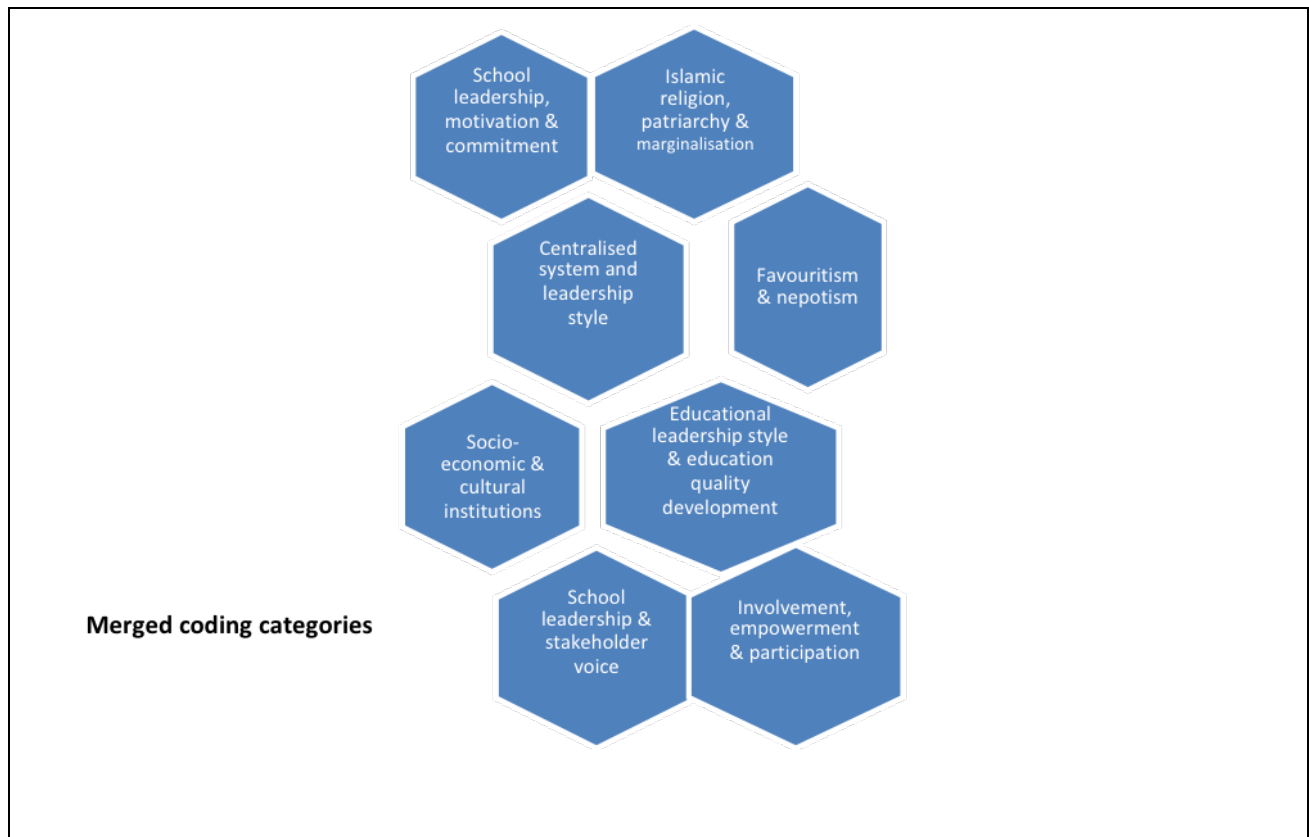 School
leadership,
motivation &
commitment
Islamic
religion,
patriarchy &
marginalisation
Centralised
system and
leadership
style
Favouritism
& nepotism
Socio-
economic &
cultural
institutions
Educational
leadership style
& education
quality
development
School
leadership &
stakeholder
voice
Involvement,
empowerment
& participation
Merged coding categories